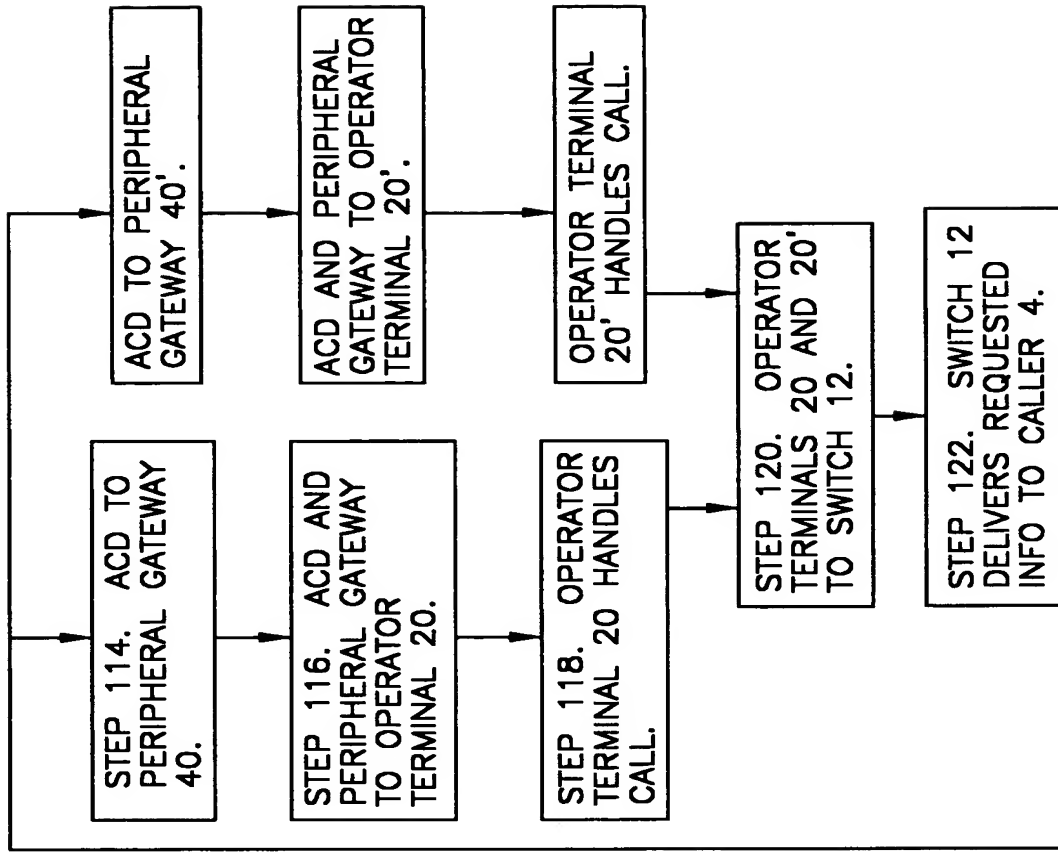 STEP 114. ACD TO
PERIPHERAL GATEWAY
40.
STEP 116. ACD AND
PERIPHERAL GATEWAY
TO OPERATOR
TERMINAL 20.
STEP 118. OPERATOR
TERMINAL 20 HANDLES
CALL.
ACD TO PERIPHERAL
GATEWAY 40'.
ACD AND PERIPHERAL
GATEWAY TO OPERATOR
TERMINAL 20'.
OPERATOR TERMINAL
20' HANDLES CALL.
STEP 120. OPERATOR
TERMINALS 20 AND 20'
TO SWITCH 12.
STEP 122. SWITCH 12
DELIVERS REQUESTED
INFO TO CALLER 4.